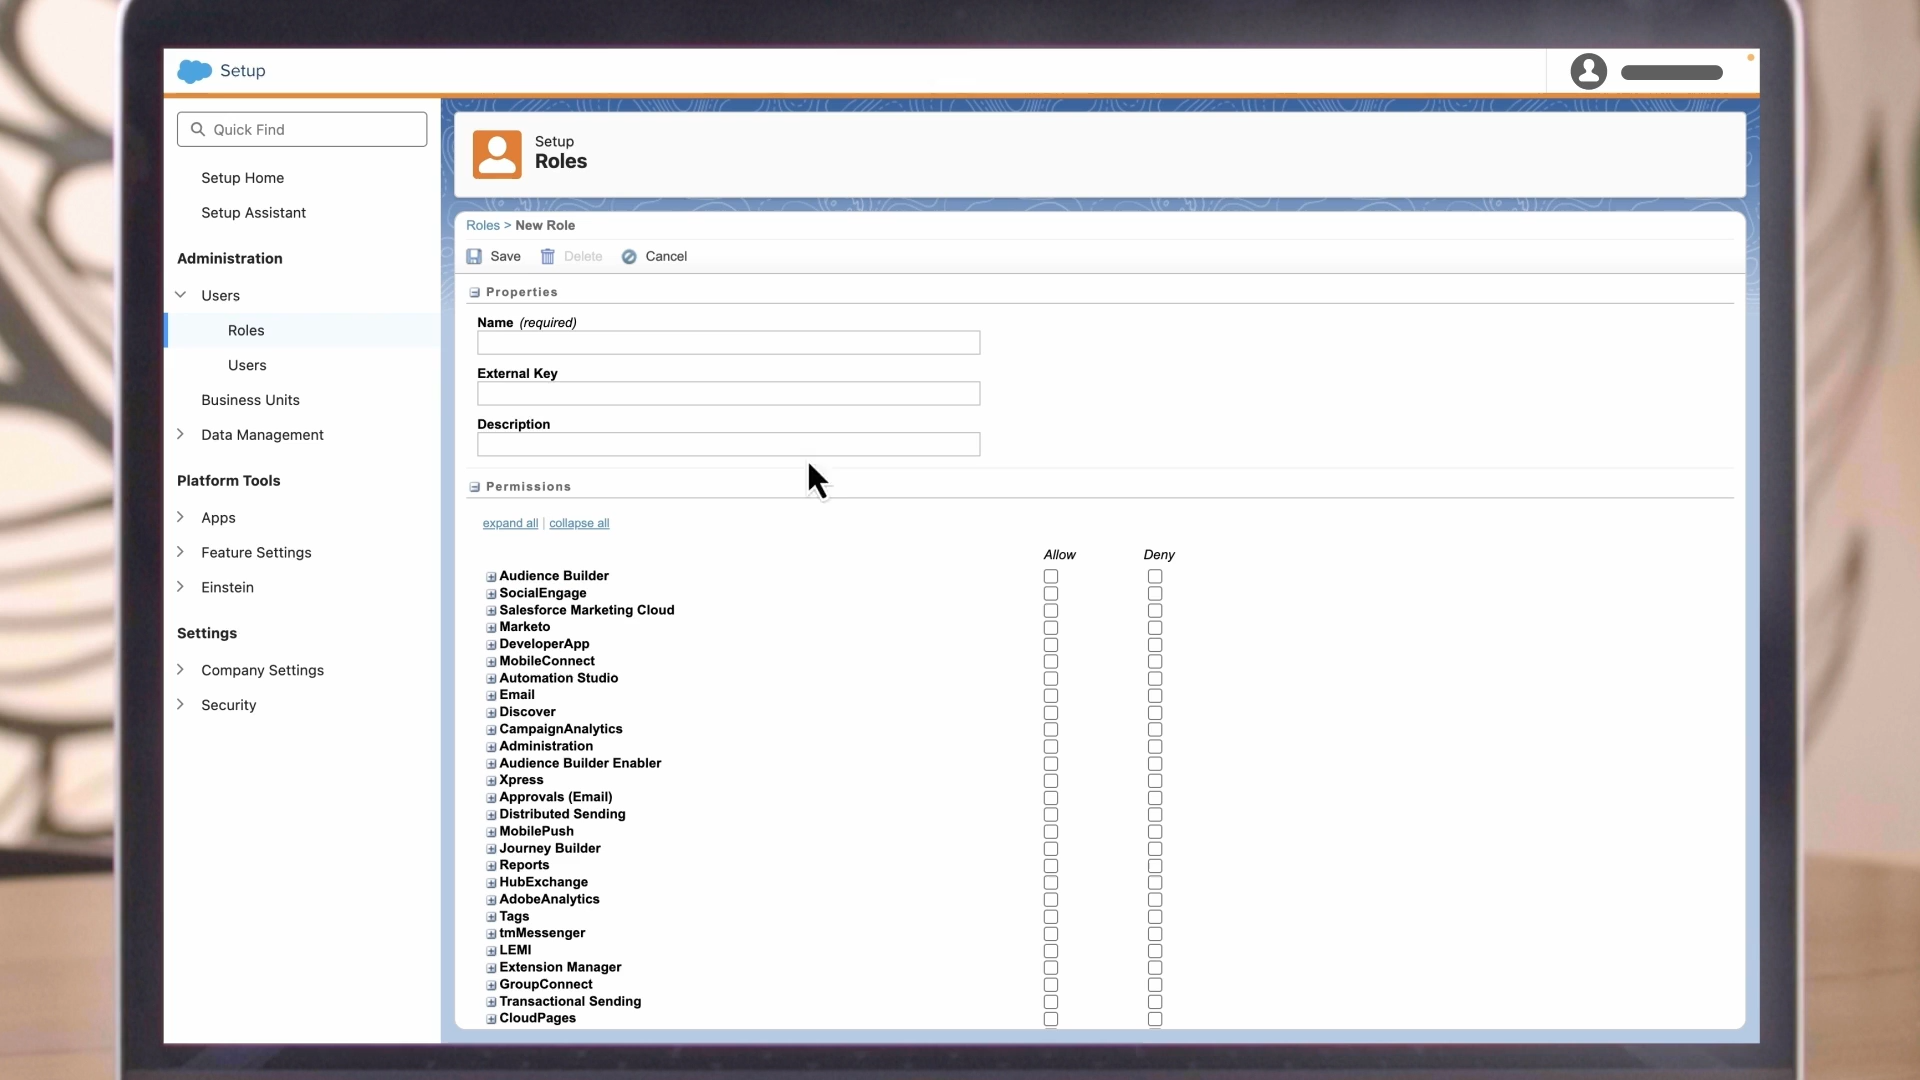 Setup
Quick Find
Setup Home
Setup Assistant
Administration
Users
Roles
Users
Business Units
Data Management
Platform Tools
Apps
Feature Settings
Einstein
Settings
Company Settings
Security
Setup
Roles
Roles > New Role
Save Delete Cancel
Properties
Name (required)
External Key
Description
Permissions
expand all | collapse all
Allow Deny
Audience Builder
SocialEngage
Salesforce Marketing Cloud
Marketo
DeveloperApp
MobileConnect
Automation Studio
Email
Discover
CampaignAnalytics
Administration
Audience Builder Enabler
Xpress
Approvals (Email)
Distributed Sending
MobilePush
Journey Builder
Reports
HubExchange
AdobeAnalytics
Tags
tmMessenger
LEMI
Extension Manager
GroupConnect
Transactional Sending
CloudPages